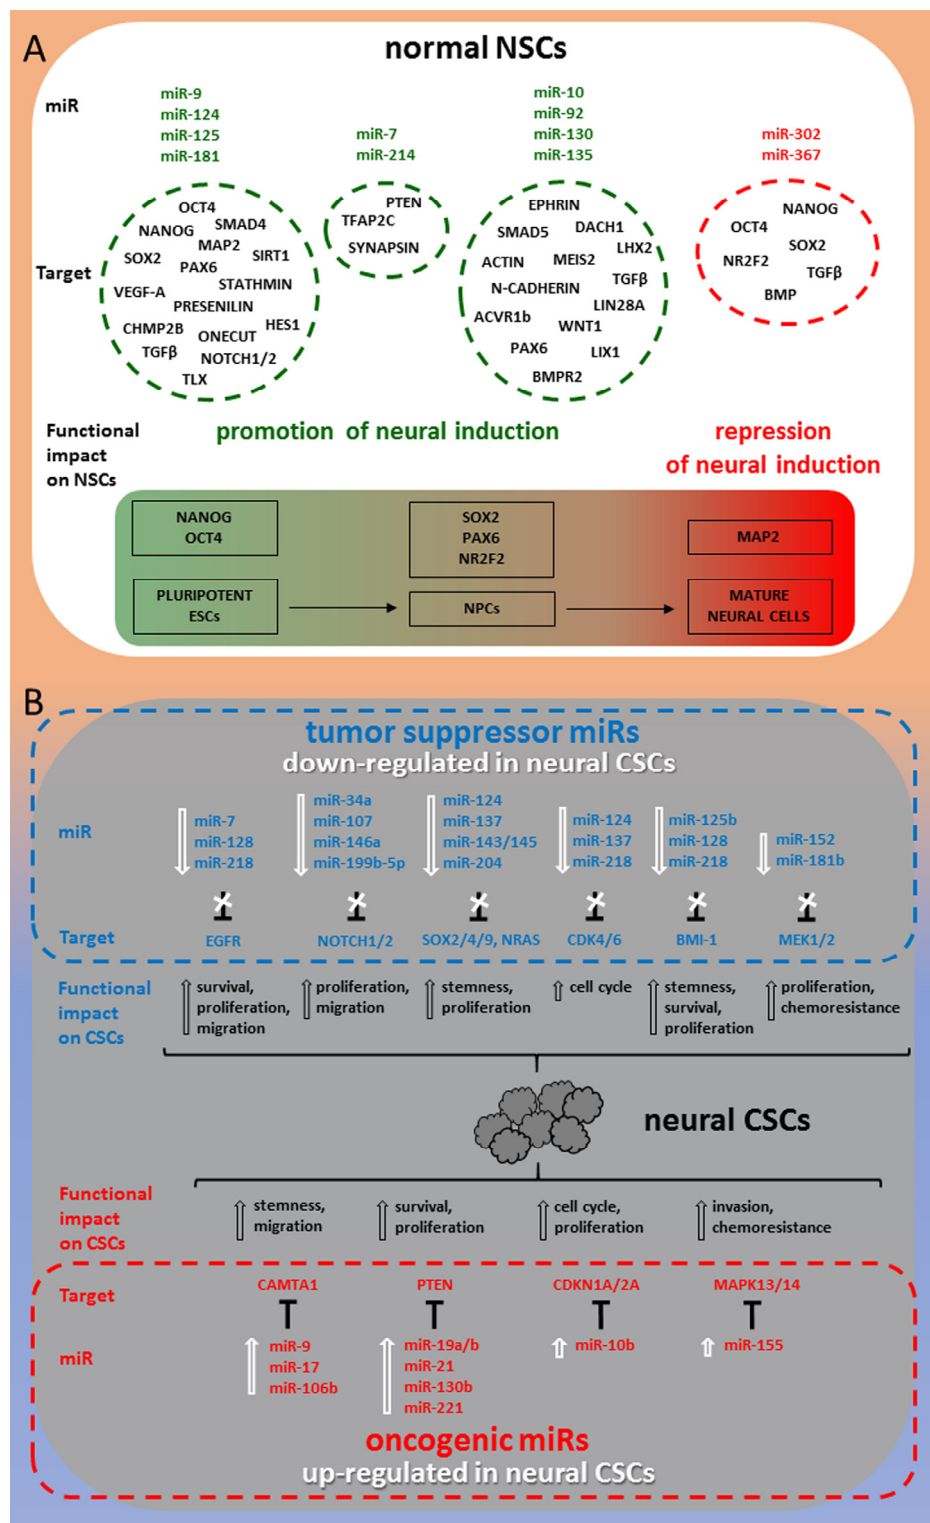 A
normal NSCs
miR
miR-9
miR-124
miR-125
miR-181
miR-7
miR-214
miR-10
miR-92
miR-130
miR-135
miR-302
miR-367
Target
OCT4
SMAD4
NANOG
MAP2
SOX2
SIRT1
PAX6
STATHMIN
VEGF-A
PRESENILIN
CHMP2B
HES1
ONECUT
TGFβ
NOTCH1/2
TLX
PTEN
TFAP2C
SYNAPSIN
EPHRIN
DACH1
SMAD5
LHX2
ACTIN
MEIS2
TGFβ
N-CADHERIN
LIN28A
ACVR1b
WNT1
PAX6
LIX1
BMPR2
NANOG
OCT4
SOX2
NR2F2
TGFβ
BMP
Functional
impact
on NSCs
promotion of neural induction
repression
of neural induction
NANOG
OCT4
SOX2
PAX6
NR2F2
MAP2
PLURIPOTENT
ESCs
NPCs
MATURE
NEURAL CELLS
B
tumor suppressor miRs
down-regulated in neural CSCs
miR
miR-7
miR-128
miR-218
miR-34a
miR-107
miR-146a
miR-199b-5p
miR-124
miR-137
miR-143/145
miR-204
miR-124
miR-137
miR-218
miR-125b
miR-128
miR-218
miR-152
miR-181b
Target
EGFR
NOTCH1/2
SOX2/4/9, NRAS
CDK4/6
BMI-1
MEK1/2
Functional
impact
on CSCs
survival,
proliferation,
migration
proliferation,
migration
stemness,
proliferation
cell cycle
stemness,
survival,
proliferation
proliferation,
chemoresistance
neural CSCs
Functional
impact
on CSCs
stemness,
migration
survival,
proliferation
cell cycle,
proliferation
invasion,
chemoresistance
Target
CAMTA1
PTEN
CDKN1A/2A
MAPK13/14
miR
miR-9
miR-17
miR-106b
miR-19a/b
miR-21
miR-130b
miR-221
miR-10b
miR-155
oncogenic miRs
up-regulated in neural CSCs